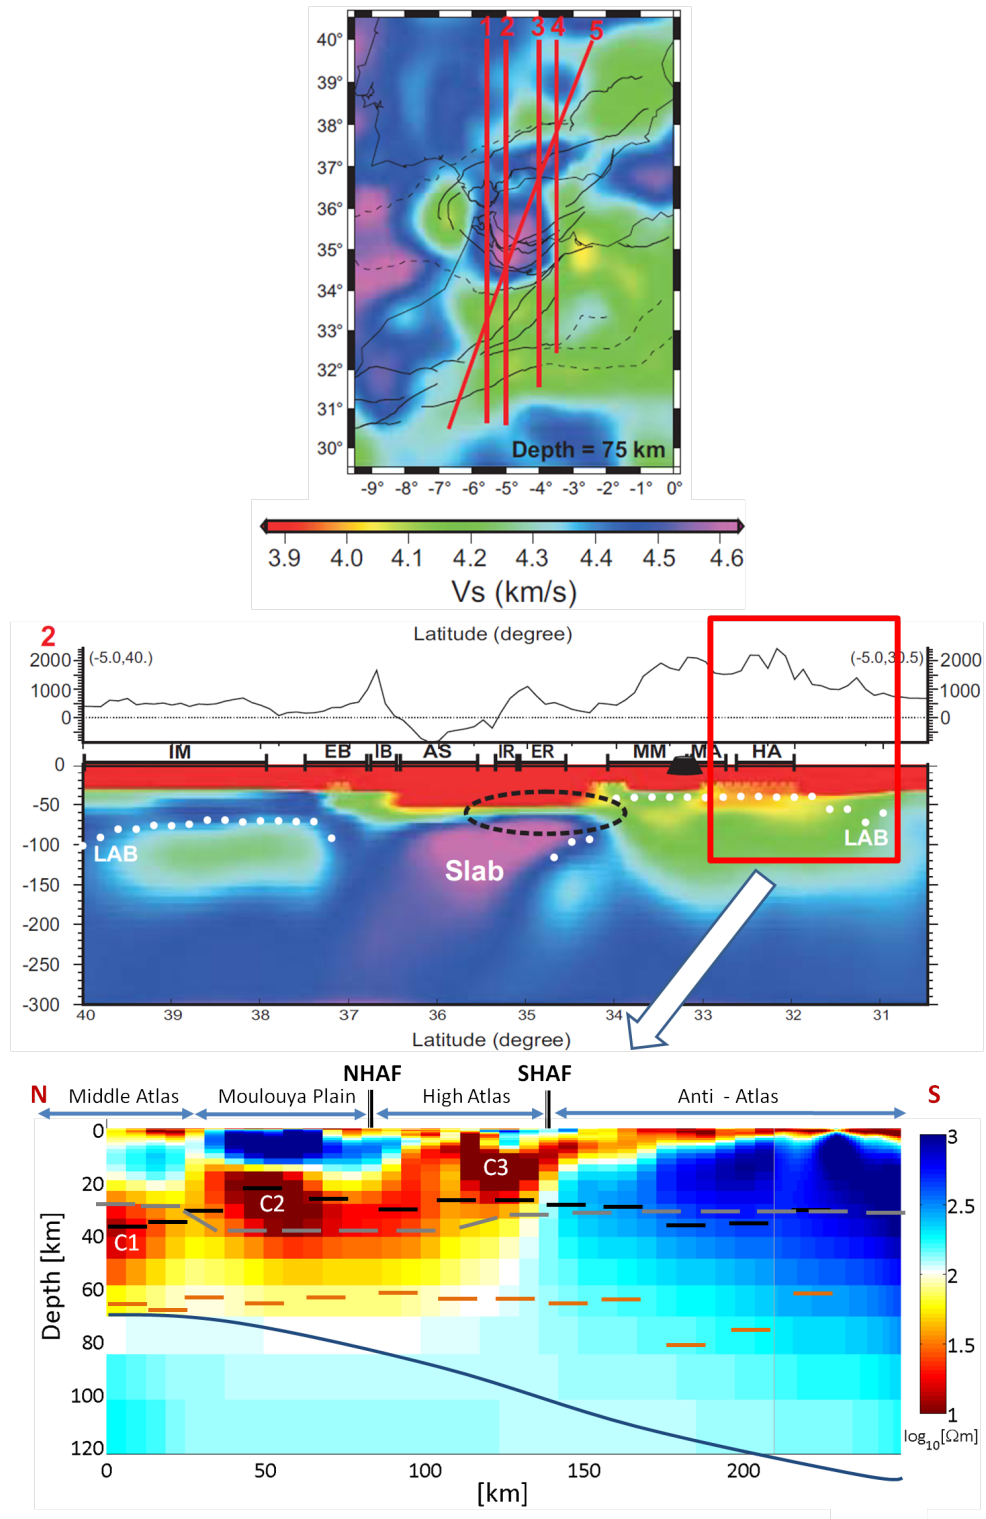 1 2 3 4 5
40°
39°
38°
37°
36°
35°
34°
33°
32°
31°
30°
Depth = 75 km
-9° -8° -7° -6° -5° -4° -3° -2° -1° 0°
3.9 4.0 4.1 4.2 4.3 4.4 4.5 4.6
Vs (km/s)
2
Latitude (degree)
2000 (-5.0,40.) (-5.0,30.5) 2000
1000 1000
0 0
IM EB IB AS IR ER MM MA HA
0
-50
-100
-150
-200
-250
-300
LAB Slab LAB
40 39 38 37 36 35 34 33 32 31
Latitude (degree)
NHAF SHAF
N Middle Atlas Moulouya Plain High Atlas Anti - Atlas S
0
20
40
60
80
100
120
Depth [km]
C1 C2 C3
0 50 100 150 200
[km]
3
2.5
2
1.5
1
log10[Ωm]